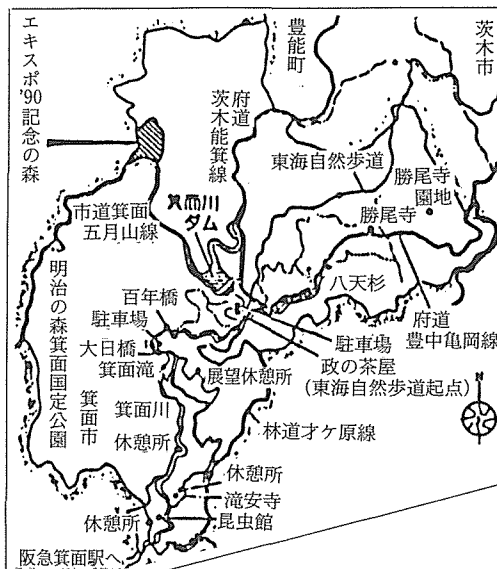 エキスポ'90記念の森
豊能町
茨木市
府道
茨木能箕線
東海自然歩道
勝尾寺
園地
勝尾寺
市道箕面
五月山線
箕面川
ダム
八天杉
府道
豊中亀岡線
明治の森箕面国定公園
箕面市
百年橋
駐車場
大日橋
箕面滝
展望休憩所
駐車場
政の茶屋
(東海自然歩道起点)
箕面川
休憩所
林道才ケ原線
休憩所
滝安寺
休憩所
昆虫館
阪急箕面駅へ